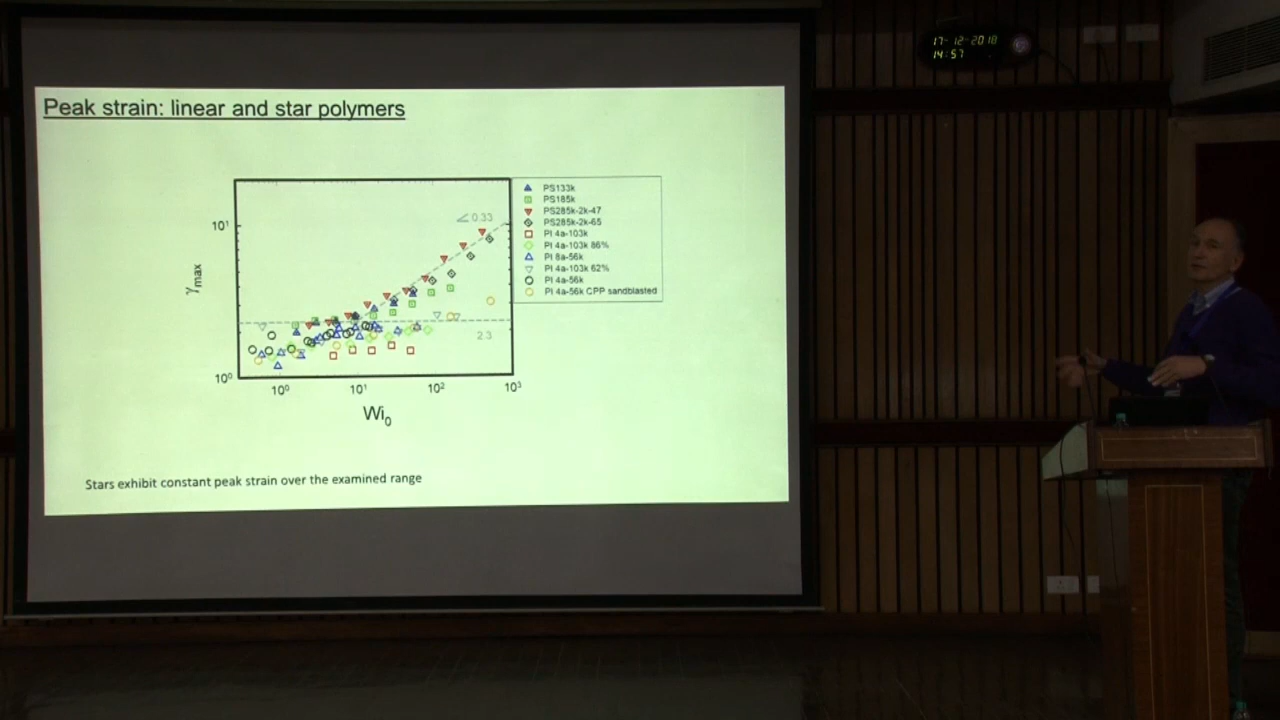 17-12-2018
14:57
Peak strain: linear and star polymers
γmax
10¹
10⁰
0.33
2.3
10⁰ 10¹ 10² 10³
Wi₀
PS133k
PS185k
PS285k-2k-47
PS285k-2k-65
PI 4a-103k
PI 4a-103k 86%
PI 8a-56k
PI 4a-103k 62%
PI 4a-56k
PI 4a-56k CPP sandblasted
Stars exhibit constant peak strain over the examined range